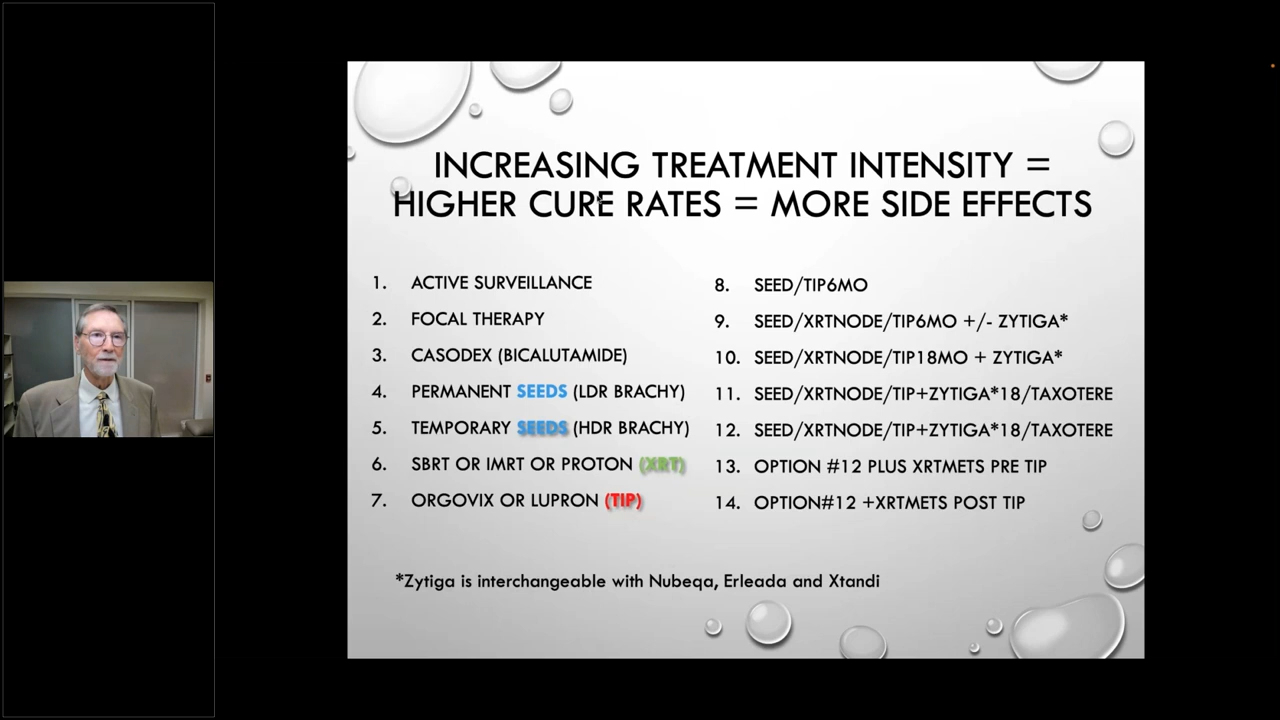 INCREASING TREATMENT INTENSITY =
HIGHER CURE RATES = MORE SIDE EFFECTS
1. ACTIVE SURVEILLANCE
2. FOCAL THERAPY
3. CASODEX (BICALUTAMIDE)
4. PERMANENT SEEDS (LDR BRACHY)
5. TEMPORARY SEEDS (HDR BRACHY)
6. SBRT OR IMRT OR PROTON (XRT)
7. ORGOVIX OR LUPRON (TIP)
8. SEED/TIP6MO
9. SEED/XRTNODE/TIP6MO +/- ZYTIGA*
10. SEED/XRTNODE/TIP18MO + ZYTIGA*
11. SEED/XRTNODE/TIP+ZYTIGA*18/TAXOTERE
12. SEED/XRTNODE/TIP+ZYTIGA*18/TAXOTERE
13. OPTION #12 PLUS XRTMETS PRE TIP
14. OPTION#12 +XRTMETS POST TIP
*Zytiga is interchangeable with Nubeqa, Erleada and Xtandi